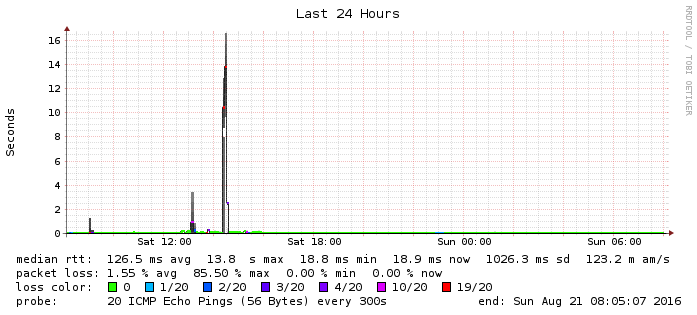 Last 24 Hours
RRDTOOL / TOBI OETIKER
Seconds
16
14
12
10
8
6
4
2
0
Sat 12:00 Sat 18:00 Sun 00:00 Sun 06:00
median rtt: 126.5 ms avg 13.8 s max 18.8 ms min 18.9 ms now 1026.3 ms sd 123.2 m am/s
packet loss: 1.55 % avg 85.50 % max 0.00 % min 0.00 % now
loss color: 0 1/20 2/20 3/20 4/20 10/20 19/20
probe: 20 ICMP Echo Pings (56 Bytes) every 300s end: Sun Aug 21 08:05:07 2016